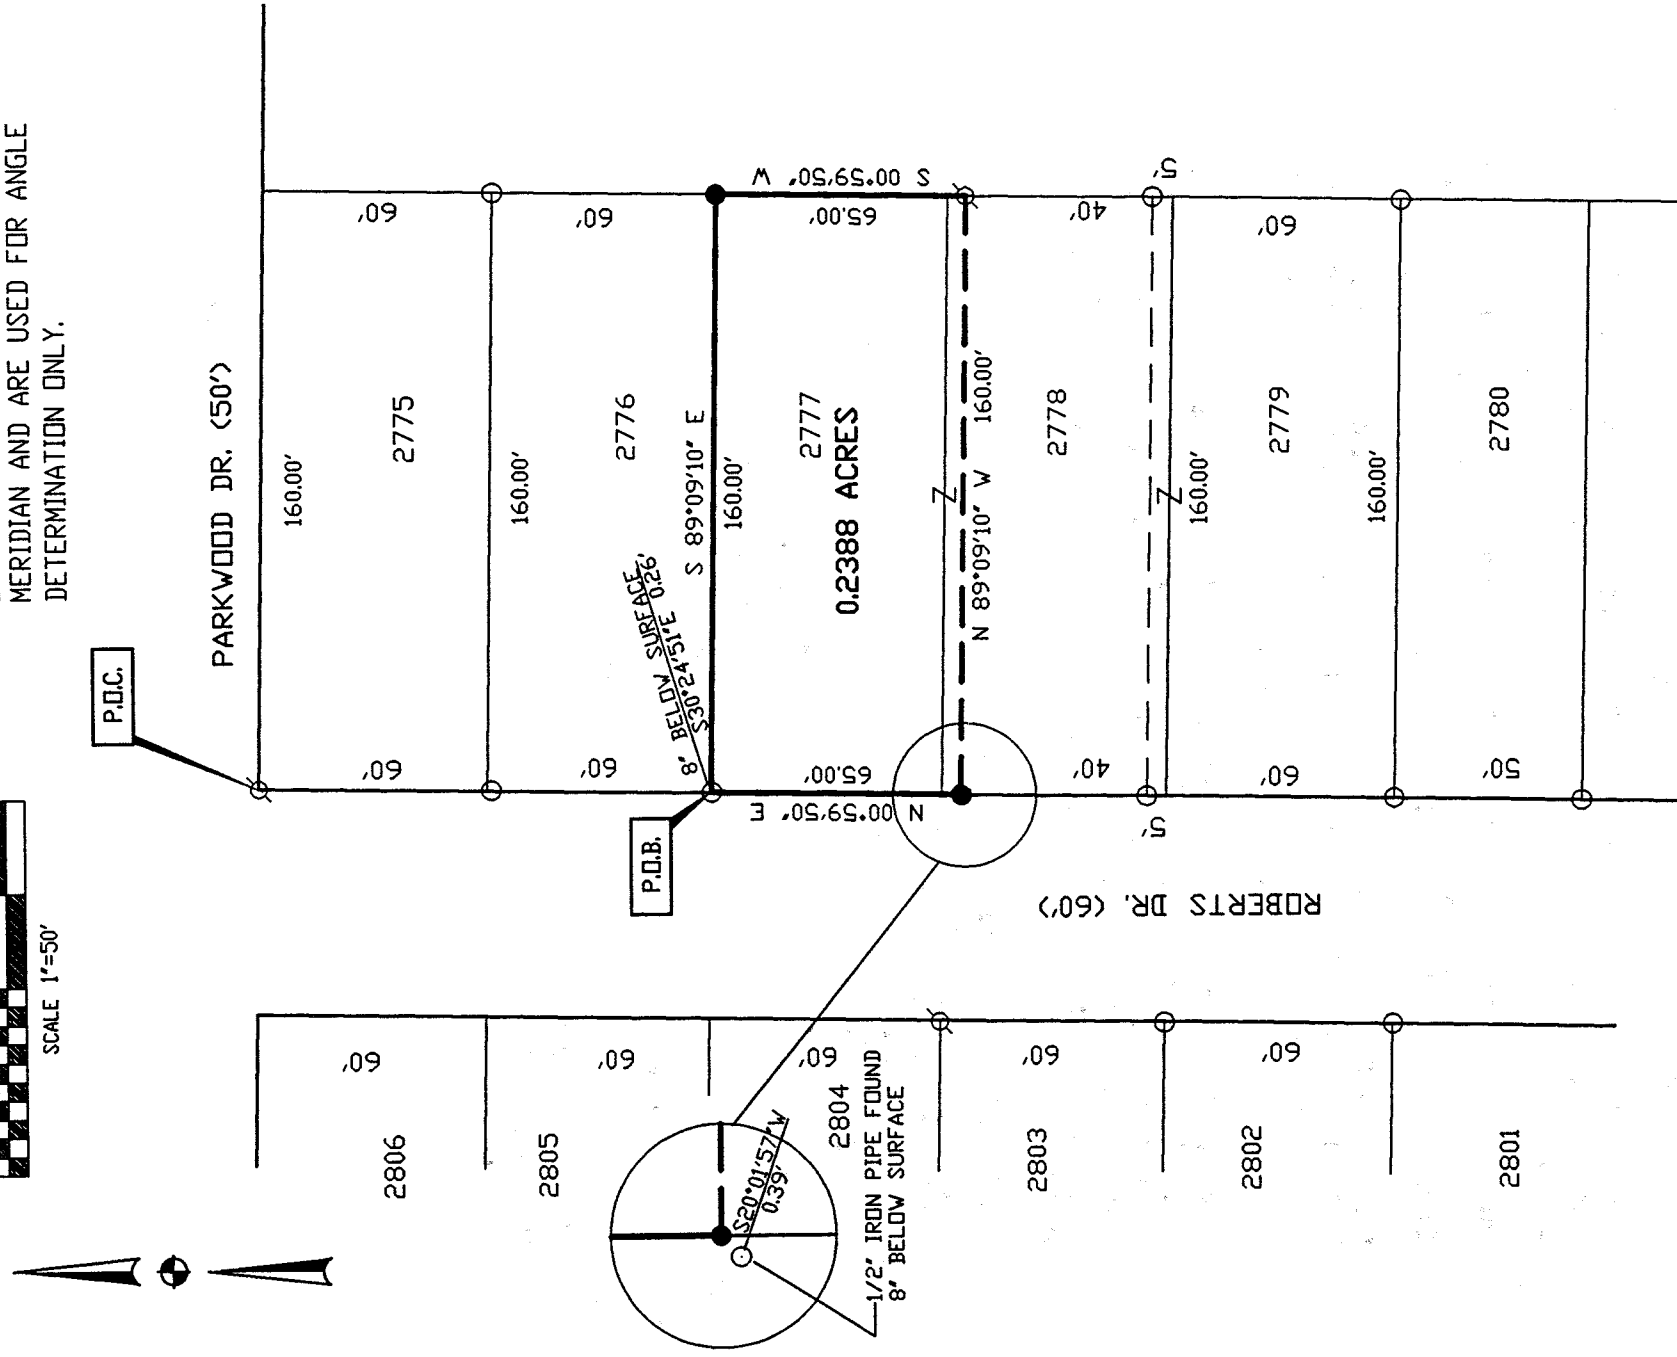 MERIDIAN AND ARE USED FOR ANGLE
DETERMINATION ONLY.
SCALE 1"=50'
P.O.C.
PARKWOOD DR. (50')
160.00'
60'
2775
60'
160.00'
60'
2776
60'
8" BELOW SURFACE
S30°24'51"E 0.26'
S 89°09'10" E
160.00'
P.O.B.
N 00°59'50" E
65.00'
2777
0.2388 ACRES
65.00'
S 00°59'50" W
N 89°09'10" W 160.00'
40'
2778
40'
5'
5'
160.00'
60'
2779
60'
160.00'
50'
2780
ROBERTS DR. (60')
60'
2806
60'
2805
60'
2804
60'
2803
60'
2802
2801
S20°01'57"W
0.39'
1/2" IRON PIPE FOUND
8" BELOW SURFACE